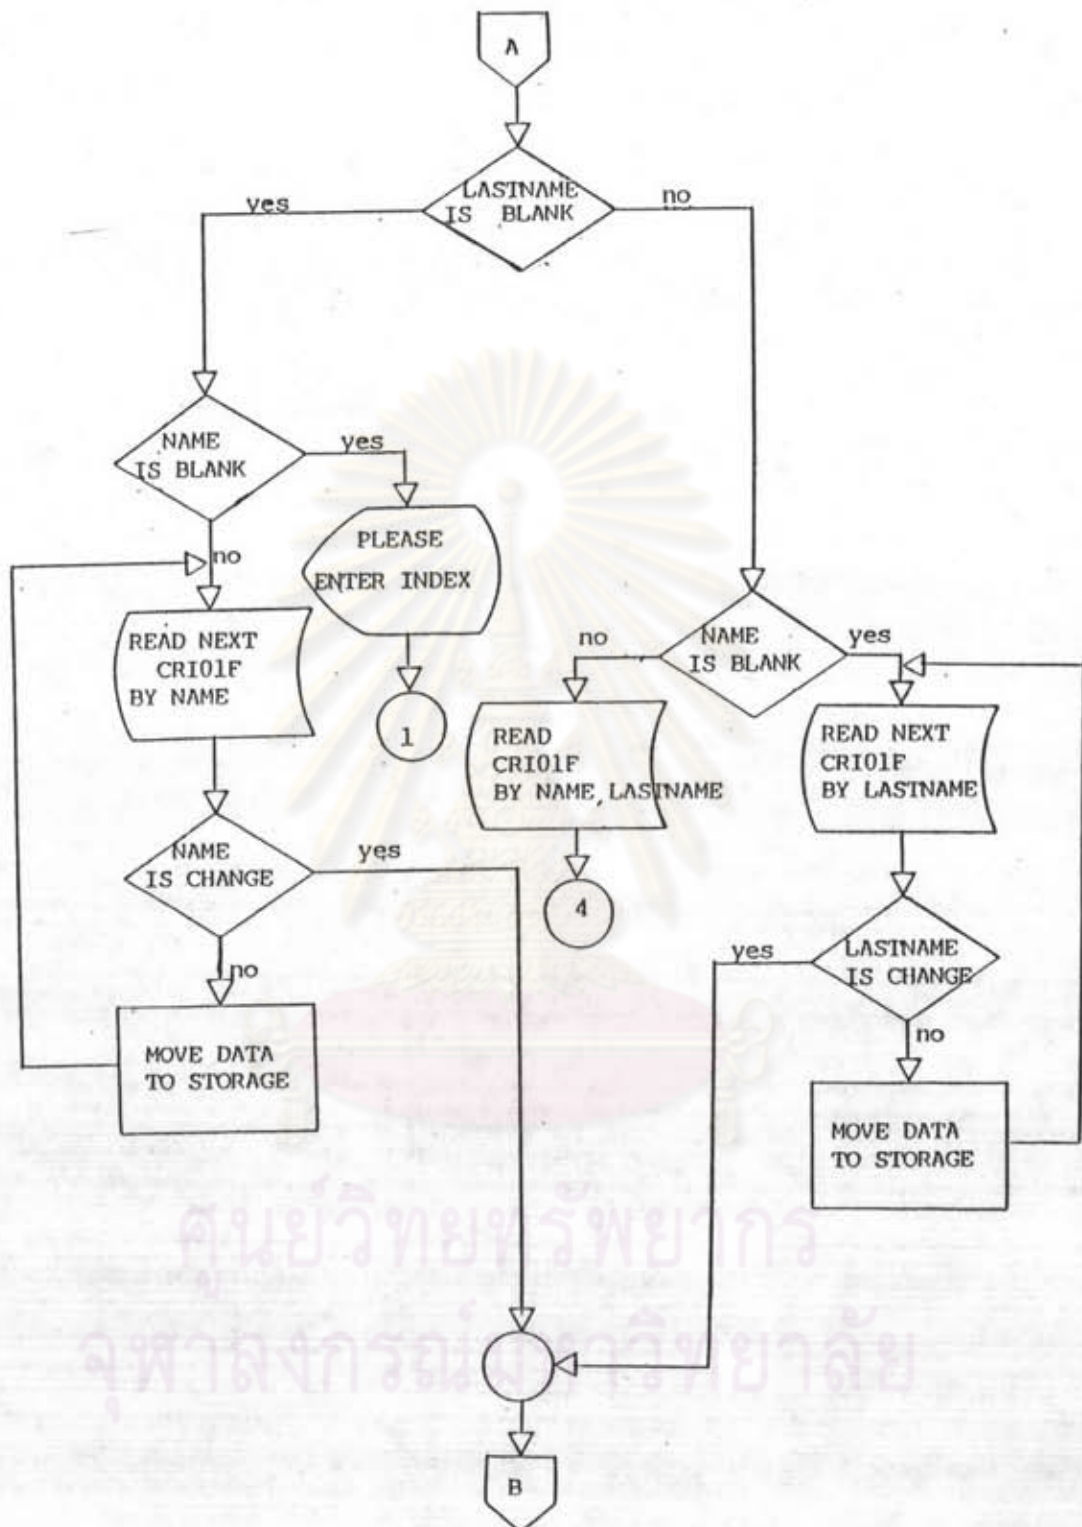 A
LASTNAME
IS BLANK
yes
no
NAME
IS BLANK
yes
no
PLEASE
ENTER INDEX
1
READ NEXT
CRI01F
BY NAME
NAME
IS CHANGE
yes
no
MOVE DATA
TO STORAGE
NAME
IS BLANK
no
yes
READ
CRI01F
BY NAME, LASTNAME
4
READ NEXT
CRI01F
BY LASTNAME
LASTNAME
IS CHANGE
yes
no
MOVE DATA
TO STORAGE
ศูนย์วิทยทรัพยากร
จุฬาลงกรณ์มหาวิทยาลัย
B